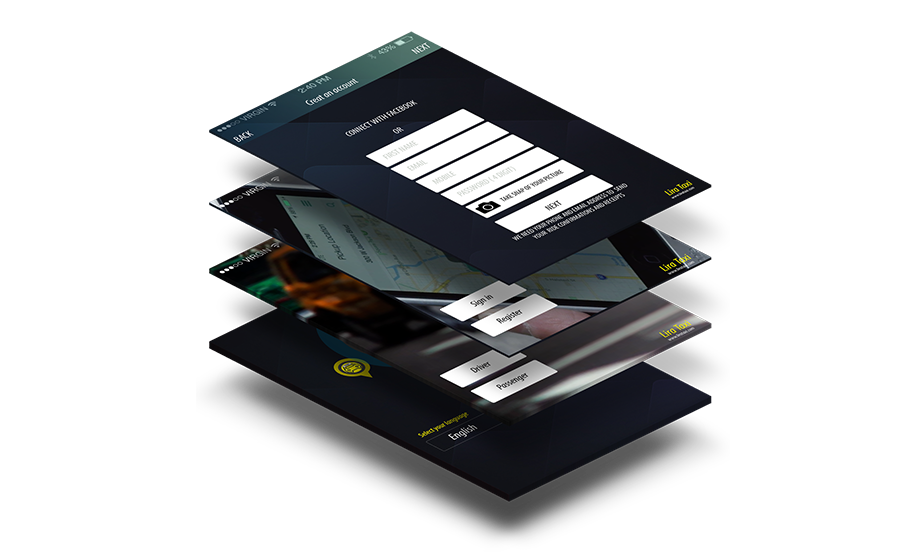 VIRGIN 2:40 PM 43%
BACK Creat an account NEXT
CONNECT WITH FACEBOOK
OR
FIRST NAME
EMAIL
MOBILE
PASSWORD ( 4 DIGIT)
TAKE SNAP OF YOUR PICTURE
NEXT
WE NEED YOUR PHONE AND EMAIL ADDRESS TO SEND
YOUR RIDE CONFIRMATIONS AND RECEIPTS
Lira Taxi
VIRGIN
Pickup Location
Sign in
Register
Lira Taxi
VIRGIN
Driver
Passenger
Lira Taxi
Select your language
English